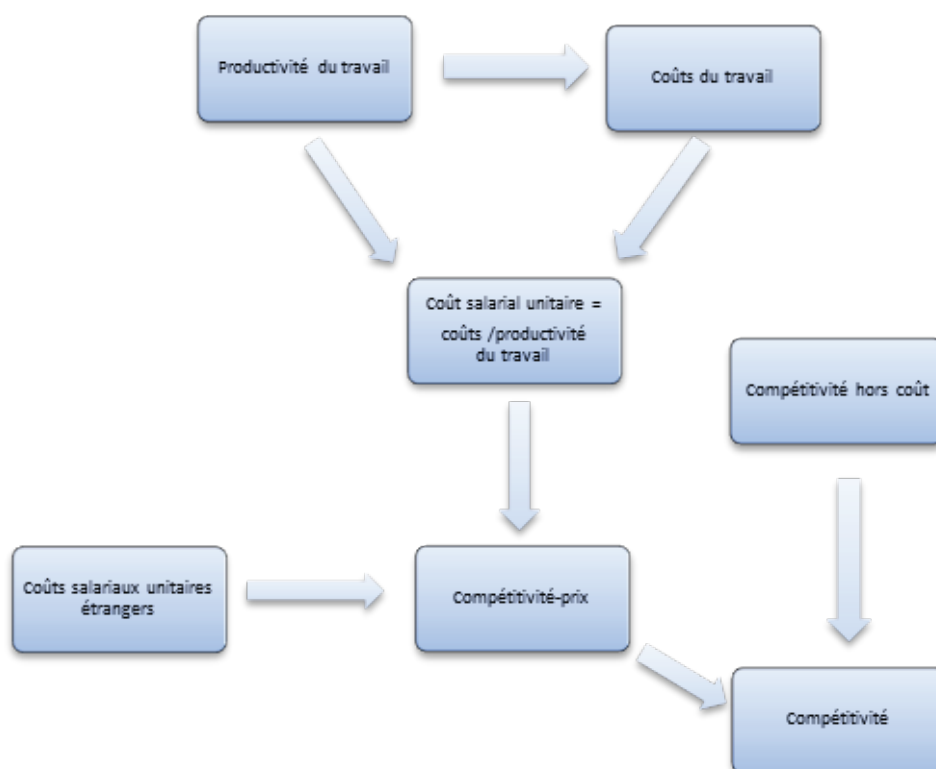 Productivité du travail
Coûts du travail
Coût salarial unitaire =
coûts /productivité
du travail
Compétitivité hors coût
Coûts salariaux unitaires
étrangers
Compétitivité-prix
Compétitivité